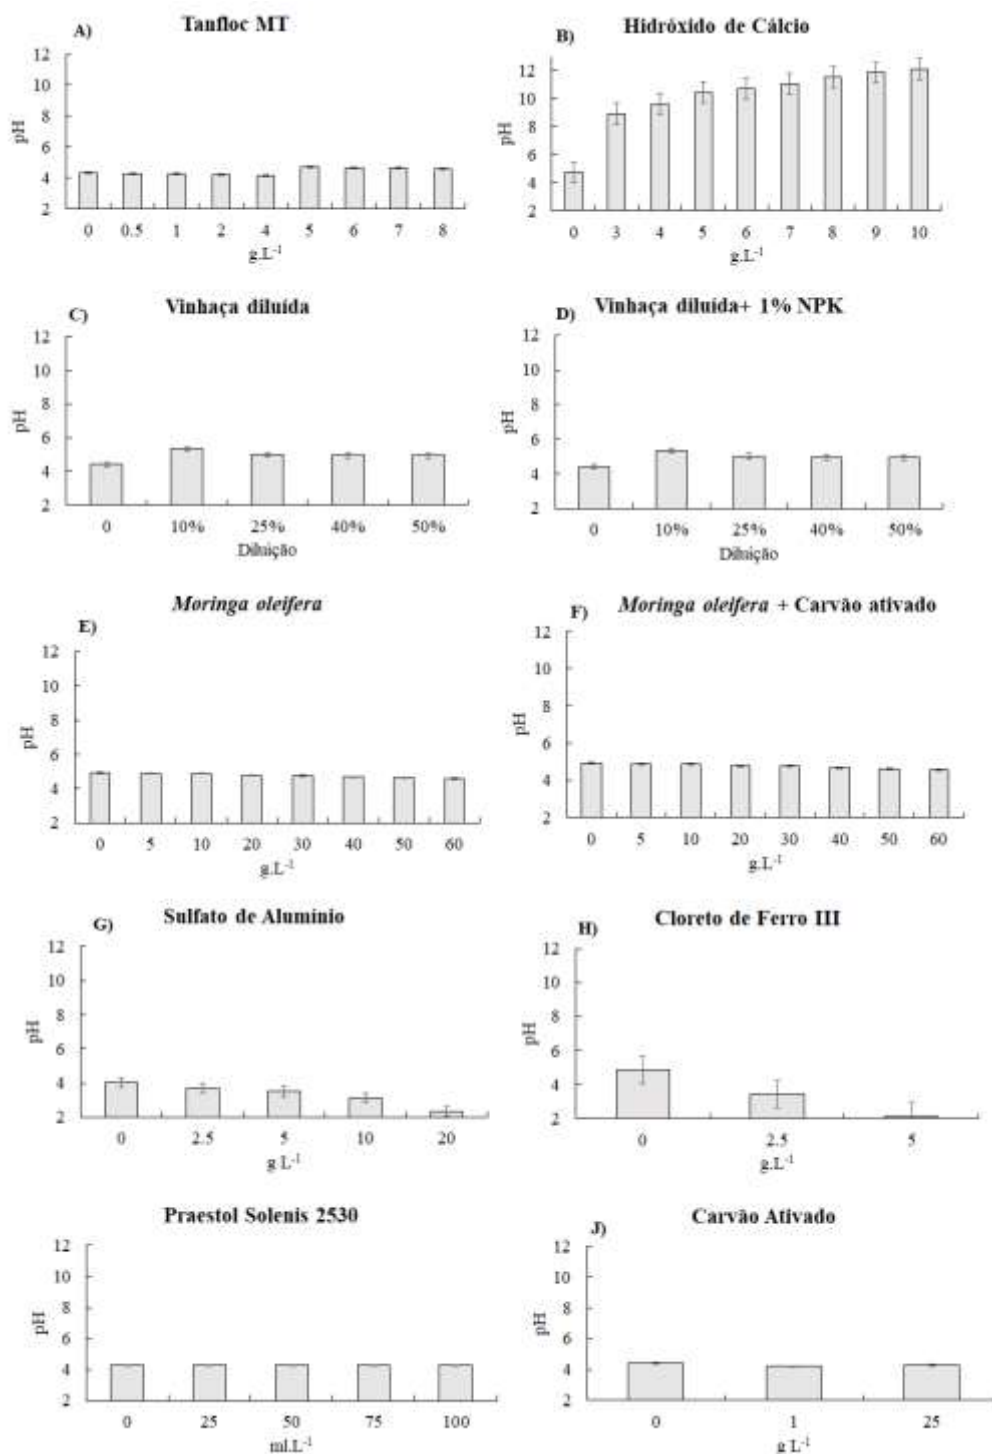 A) Tanfloc MT
12
10
8
6
4
2
pH
0 0.5 1 2 4 5 6 7 8
g.L⁻¹
B) Hidróxido de Cálcio
12
10
8
6
4
2
pH
0 3 4 5 6 7 8 9 10
g.L⁻¹
C) Vinhaça diluída
12
10
8
6
4
2
pH
0 10% 25% 40% 50%
Diluição
D) Vinhaça diluída+ 1% NPK
12
10
8
6
4
2
pH
0 10% 25% 40% 50%
Diluição
Moringa oleifera
E)
12
10
8
6
4
2
pH
0 5 10 20 30 40 50 60
g.L⁻¹
Moringa oleifera + Carvão ativado
F)
12
10
8
6
4
2
pH
0 5 10 20 30 40 50 60
g.L⁻¹
G) Sulfato de Alumínio
12
10
8
6
4
2
pH
0 2.5 5 10 20
g L⁻¹
Cloreto de Ferro III
H)
12
10
8
6
4
2
pH
0 2.5 5
g.L⁻¹
Praestol Solenis 2530
12
10
8
6
4
2
pH
0 25 50 75 100
ml.L⁻¹
Carvão Ativado
J)
12
10
8
6
4
2
pH
0 1 25
g L⁻¹